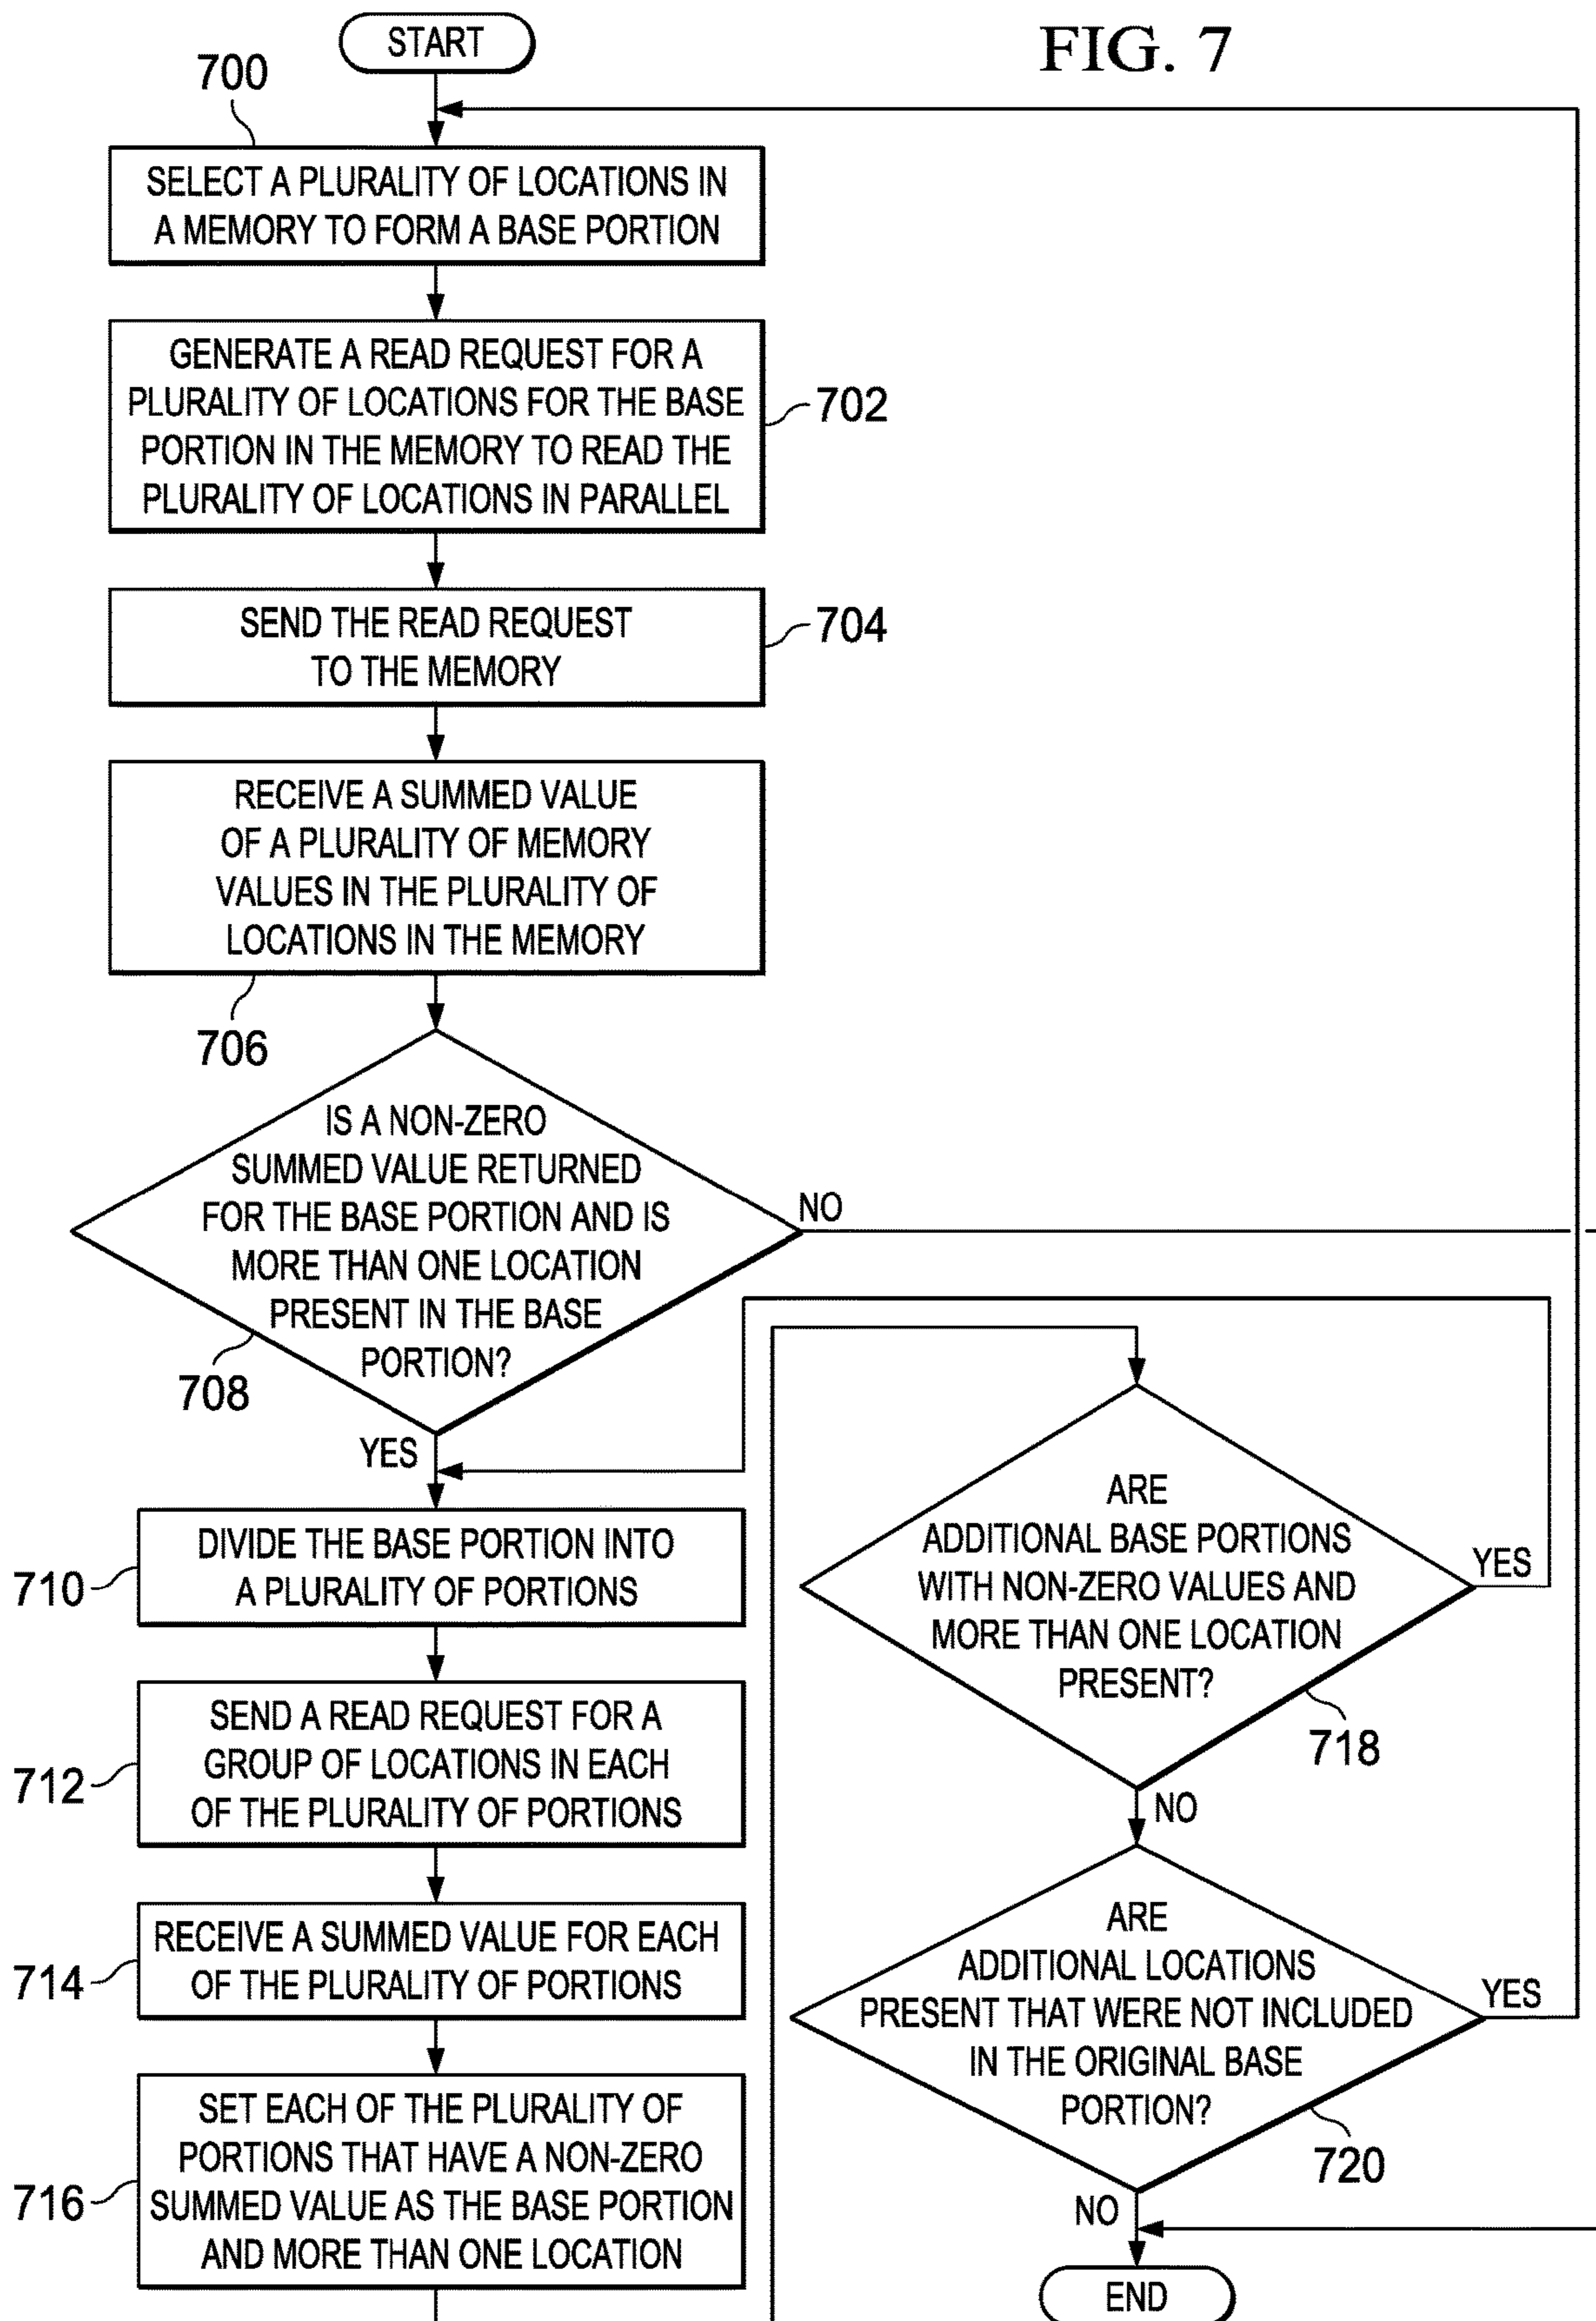 FIG. 7
START
700
SELECT A PLURALITY OF LOCATIONS IN
A MEMORY TO FORM A BASE PORTION
GENERATE A READ REQUEST FOR A
PLURALITY OF LOCATIONS FOR THE BASE
PORTION IN THE MEMORY TO READ THE
PLURALITY OF LOCATIONS IN PARALLEL
702
SEND THE READ REQUEST
TO THE MEMORY
704
RECEIVE A SUMMED VALUE
OF A PLURALITY OF MEMORY
VALUES IN THE PLURALITY OF
LOCATIONS IN THE MEMORY
706
IS A NON-ZERO
SUMMED VALUE RETURNED
FOR THE BASE PORTION AND IS
MORE THAN ONE LOCATION
PRESENT IN THE BASE
PORTION?
NO
708
YES
DIVIDE THE BASE PORTION INTO
A PLURALITY OF PORTIONS
710
SEND A READ REQUEST FOR A
GROUP OF LOCATIONS IN EACH
OF THE PLURALITY OF PORTIONS
712
RECEIVE A SUMMED VALUE FOR EACH
OF THE PLURALITY OF PORTIONS
714
SET EACH OF THE PLURALITY OF
PORTIONS THAT HAVE A NON-ZERO
SUMMED VALUE AS THE BASE PORTION
AND MORE THAN ONE LOCATION
716
ARE
ADDITIONAL BASE PORTIONS
WITH NON-ZERO VALUES AND
MORE THAN ONE LOCATION
PRESENT?
YES
718
NO
ARE
ADDITIONAL LOCATIONS
PRESENT THAT WERE NOT INCLUDED
IN THE ORIGINAL BASE
PORTION?
YES
720
NO
END